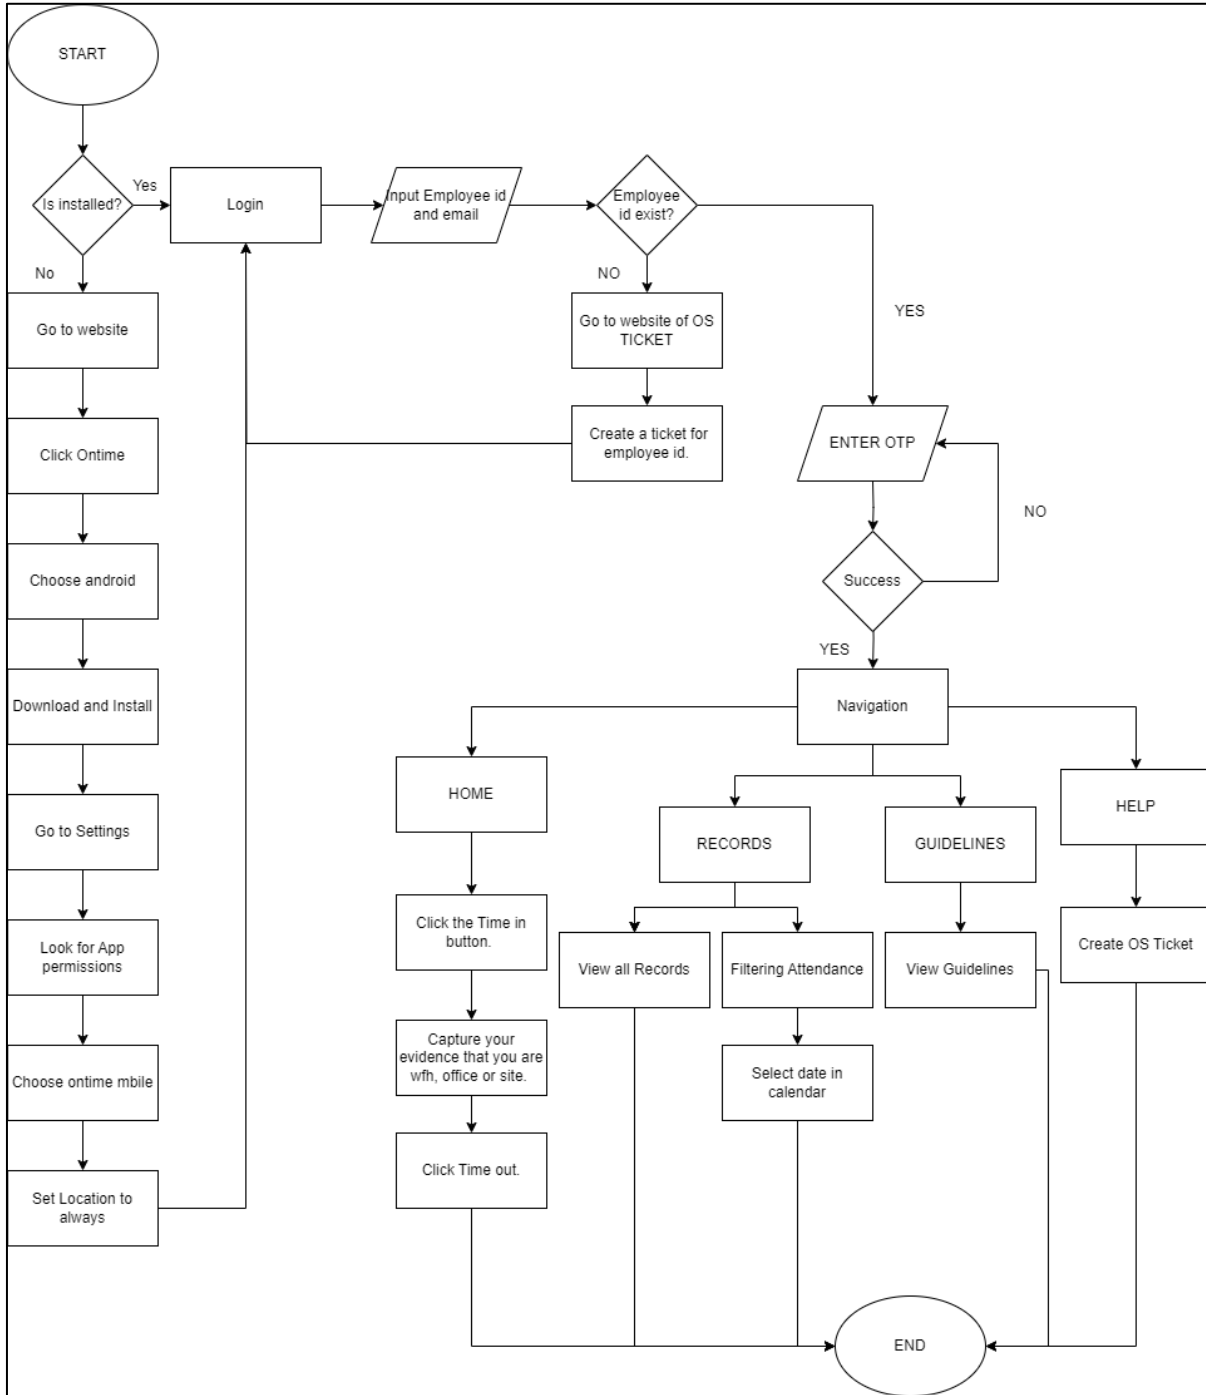 START
Is installed?
Yes
Login
Input Employee id
and email
Employee
id exist?
No
NO
Go to website
Go to website of OS
TICKET
YES
Click Ontime
Create a ticket for
employee id.
ENTER OTP
NO
Choose android
Success
YES
Download and Install
Navigation
HOME
RECORDS
GUIDELINES
HELP
Go to Settings
Click the Time in
button.
Look for App
permissions
View all Records
Filtering Attendance
View Guidelines
Create OS Ticket
Capture your
evidence that you are
wfh, office or site.
Choose ontime mbile
Select date in
calendar
Click Time out.
Set Location to
always
END